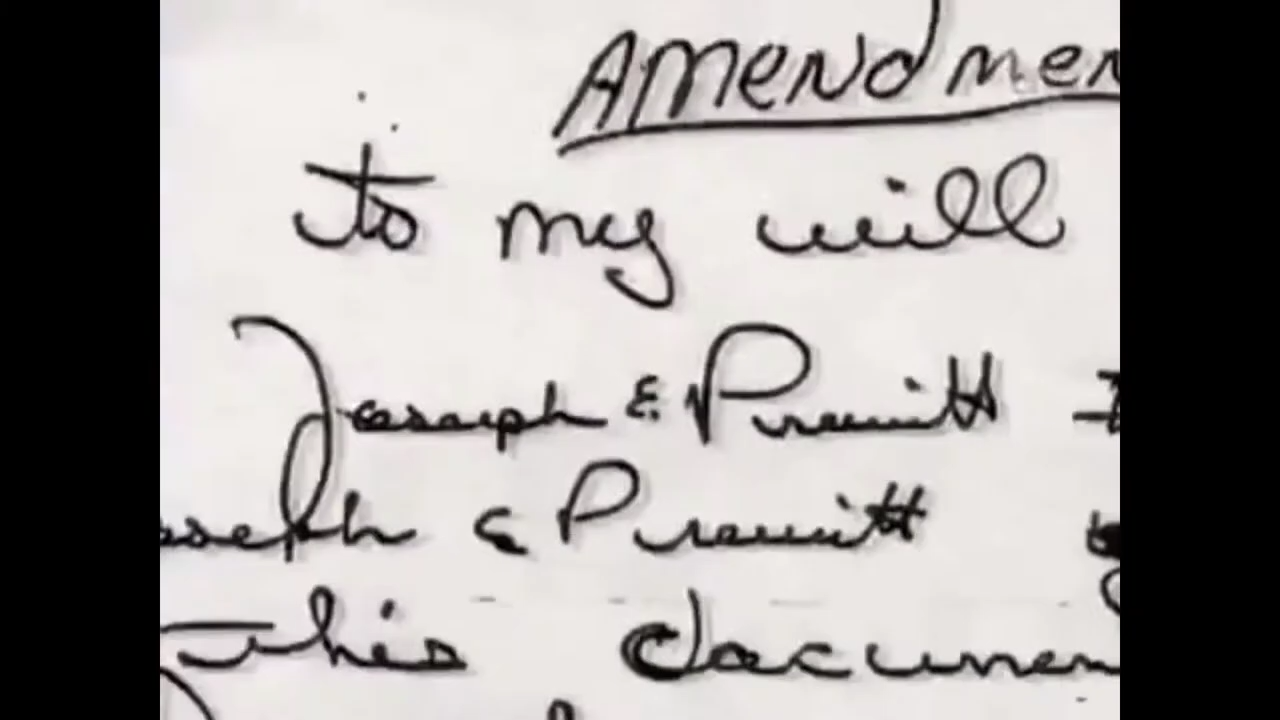 Amendmen
to my will
Joseph E. Pruitt
oseph E Pruitt
this documen